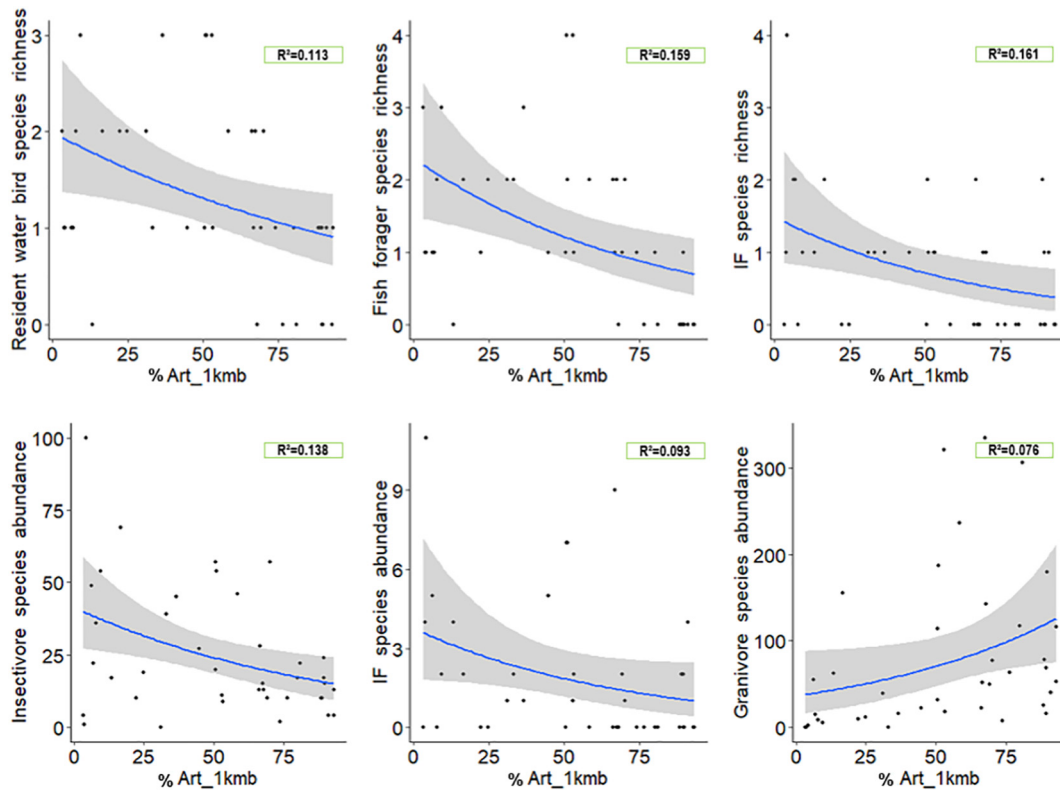 Resident water bird species richness
3
2
1
0
R²=0.113
0 25 50 75
% Art_1kmb
Fish forager species richness
4
3
2
1
0
R²=0.159
0 25 50 75
% Art_1kmb
IF species richness
4
3
2
1
0
R²=0.161
0 25 50 75
% Art_1kmb
Insectivore species abundance
100
75
50
25
0
R²=0.138
0 25 50 75
% Art_1kmb
IF species abundance
9
6
3
0
R²=0.093
0 25 50 75
% Art_1kmb
Granivore species abundance
300
200
100
0
R²=0.076
0 25 50 75
% Art_1kmb